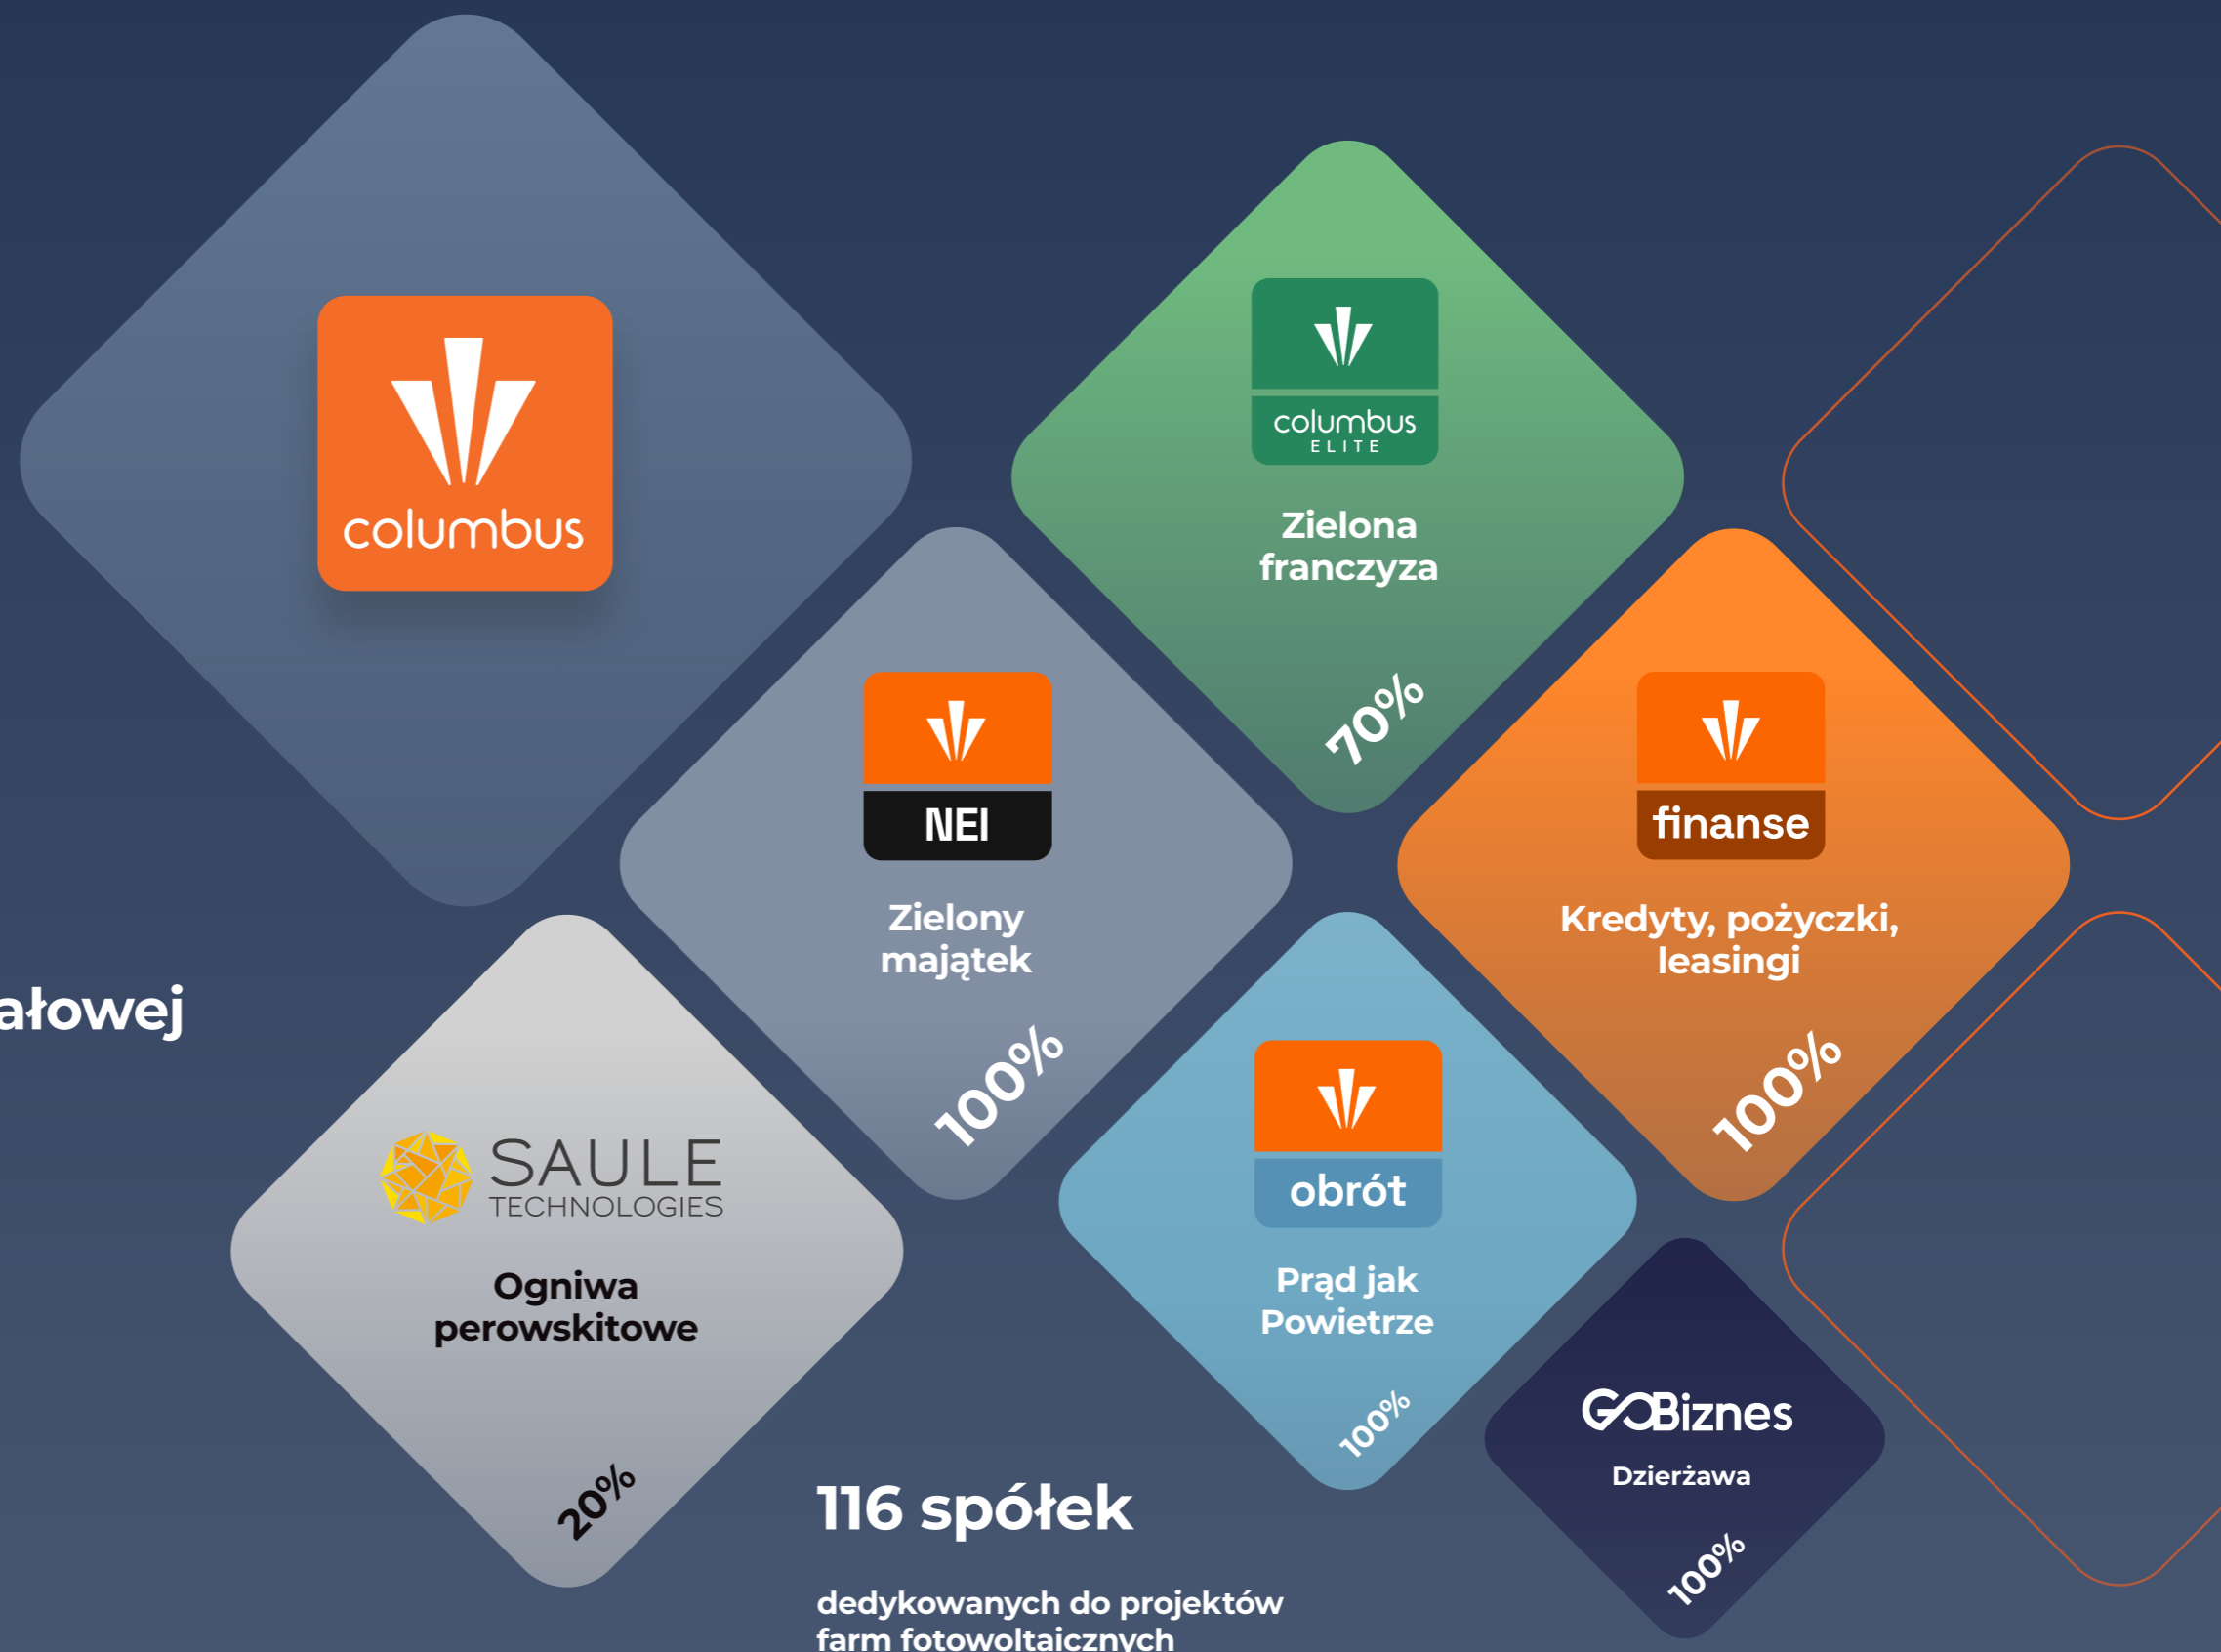 columbus
columbus
ELITE
Zielona
franczyza
70%
NEI
Zielony
majątek
100%
finanse
Kredyty, pożyczki,
leasingi
100%
ałowej
SAULE
TECHNOLOGIES
Ogniwa
perowskitowe
20%
obrót
Prąd jak
Powietrze
100%
GOBiznes
Dzierżawa
100%
116 spółek
dedykowanych do projektów
farm fotowoltaicznych